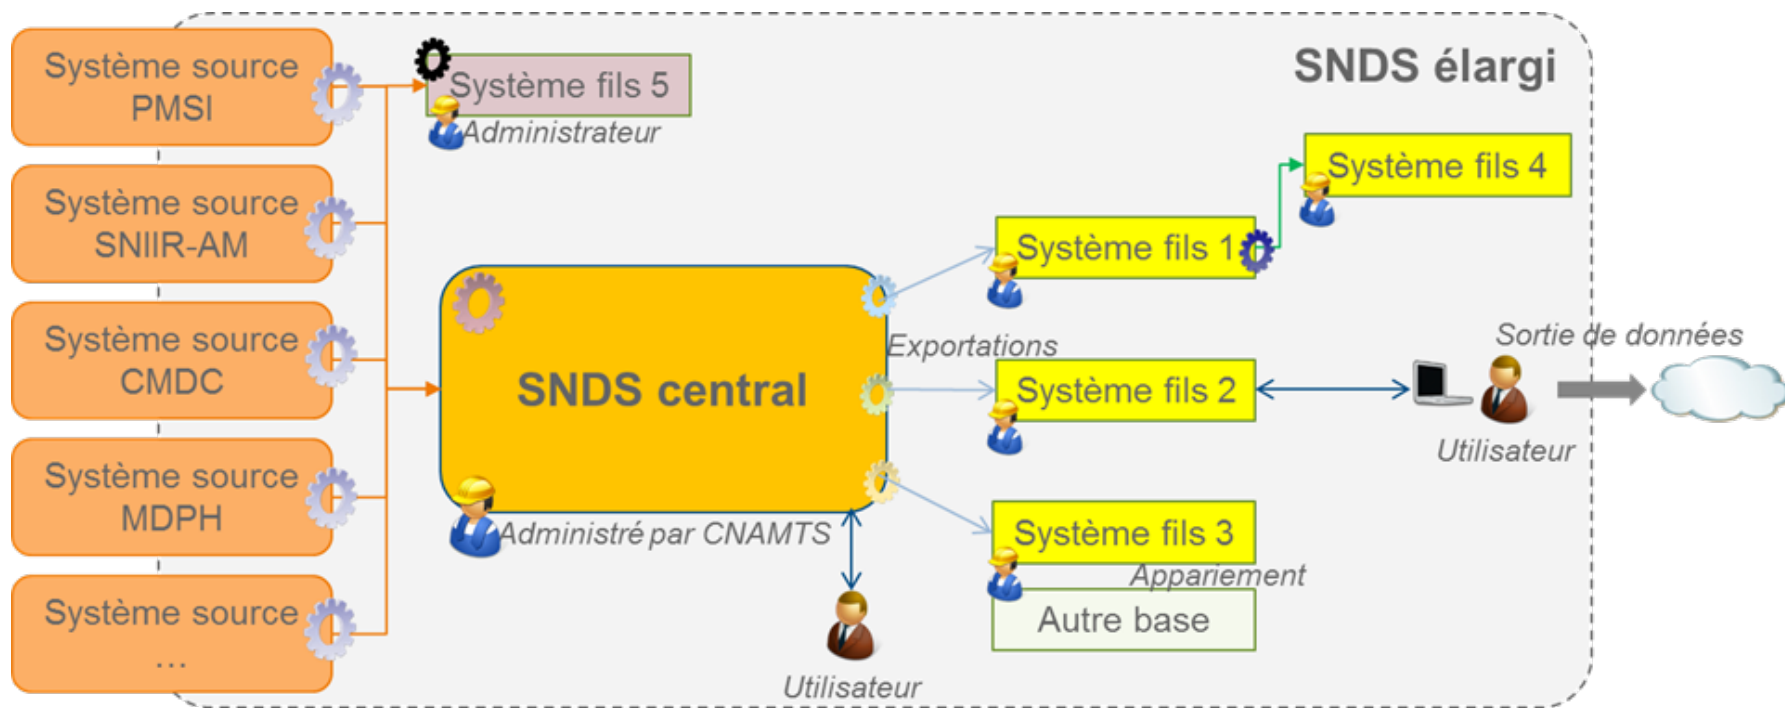 SNDS élargi
Système source
PMSI
Système source
SNIIR-AM
Système source
CMDC
Système source
MDPH
Système source
...
Système fils 5
Administrateur
SNDS central
Administré par CNAMTS
Utilisateur
Exportations
Système fils 1
Système fils 4
Système fils 2
Système fils 3
Appariement
Autre base
Utilisateur
Sortie de données